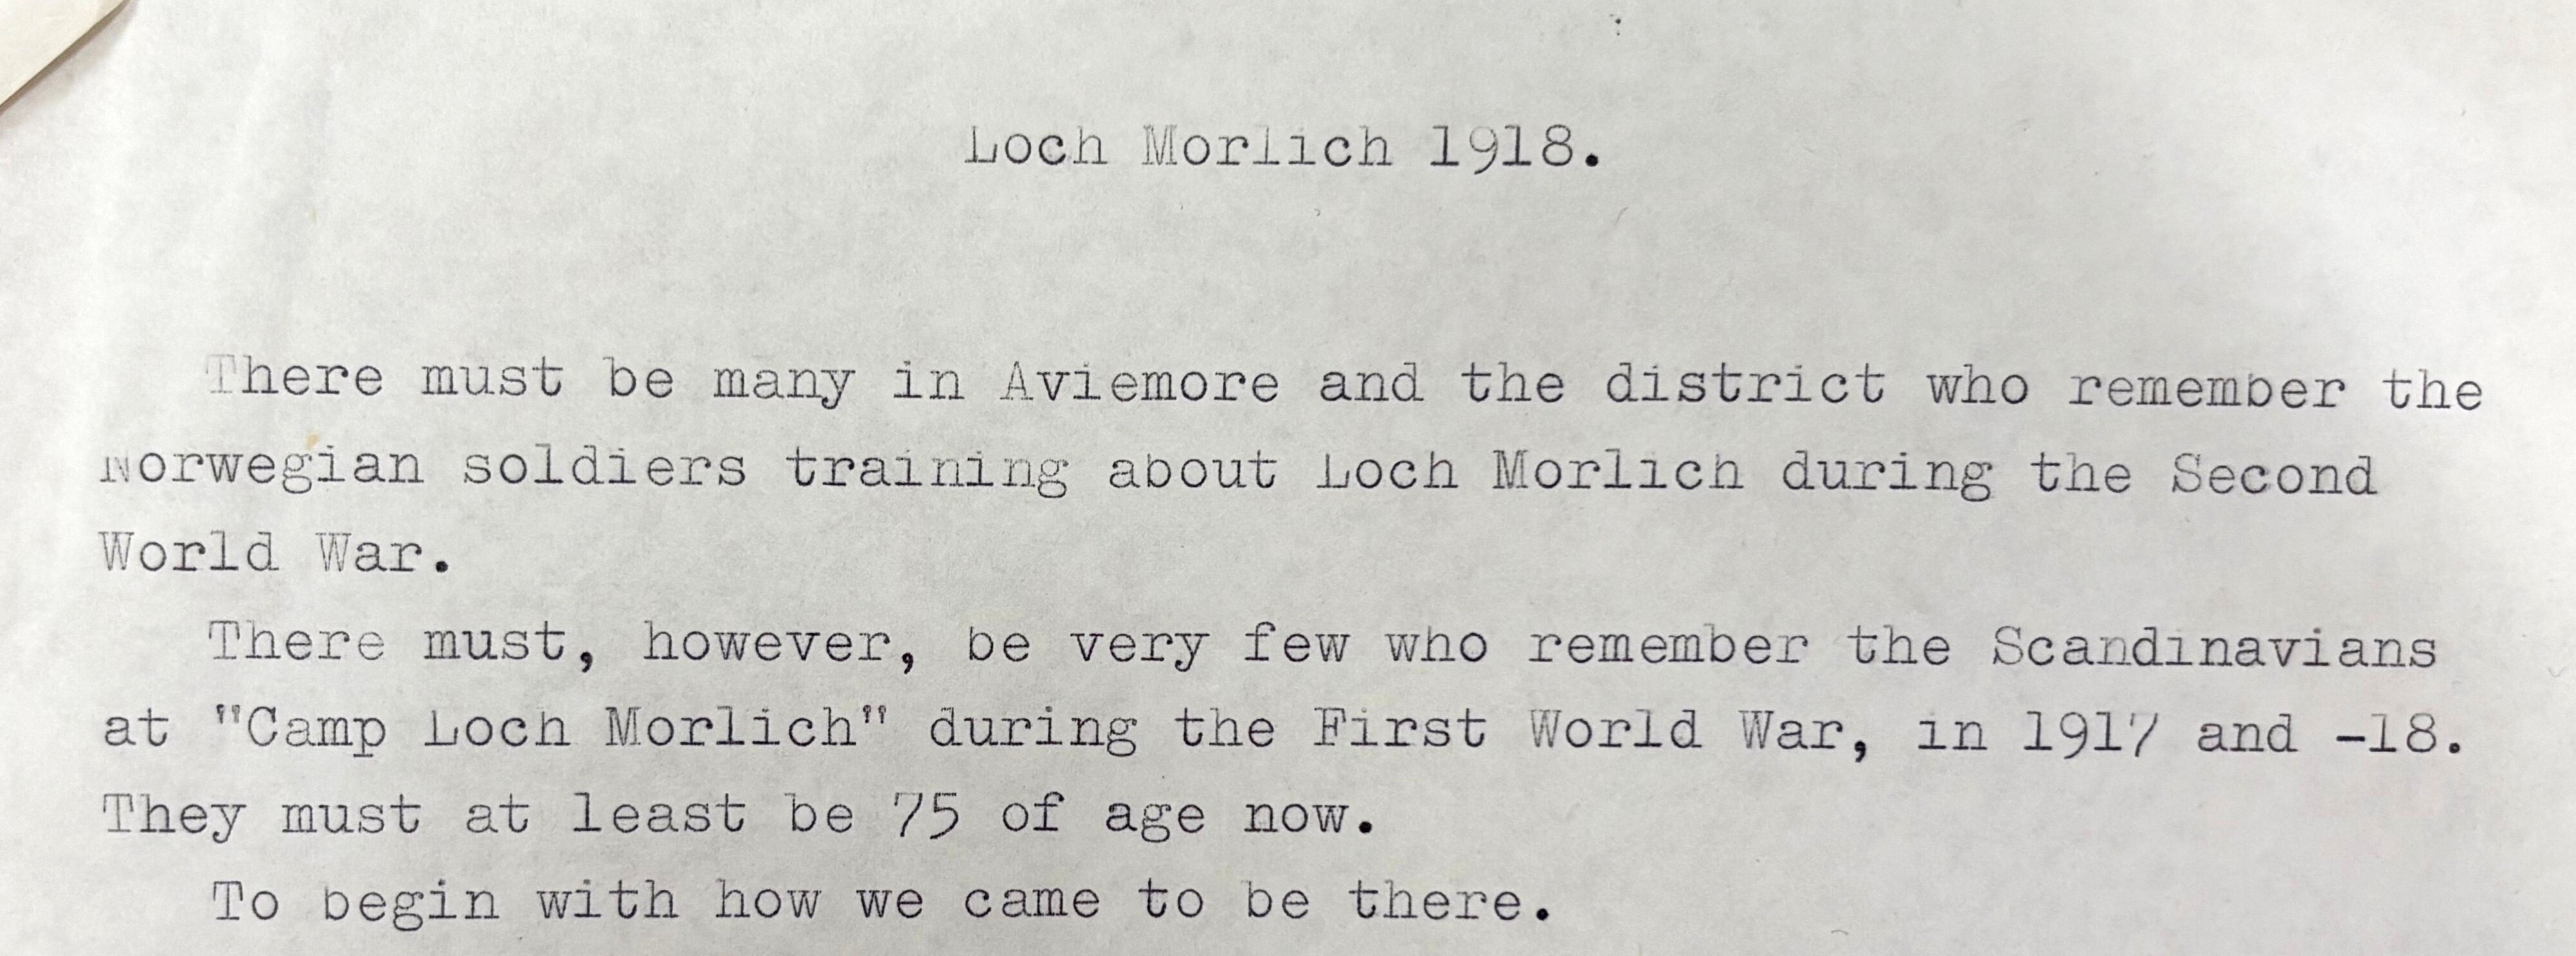 Loch Morlich 1918.
There must be many in Aviemore and the district who remember the
Norwegian soldiers training about Loch Morlich during the Second
World War.
There must, however, be very few who remember the Scandinavians
at "Camp Loch Morlich" during the First World War, in 1917 and -18.
They must at least be 75 of age now.
To begin with how we came to be there.